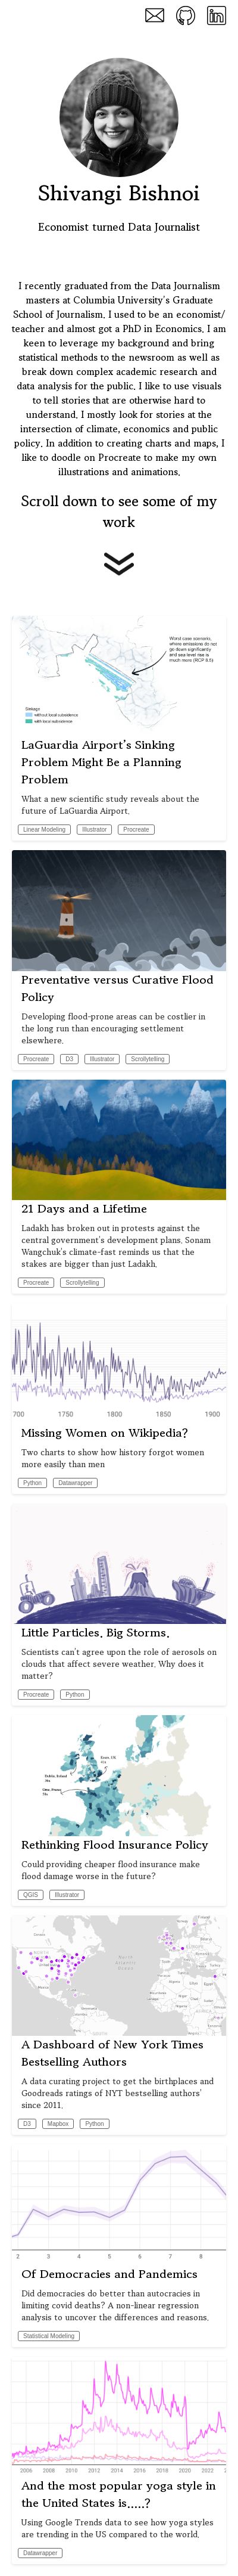 Shivangi Bishnoi
Economist turned Data Journalist
I recently graduated from the Data Journalism
masters at Columbia University's Graduate
School of Journalism. I used to be an economist/
teacher and almost got a PhD in Economics. I am
keen to leverage my background and bring
statistical methods to the newsroom as well as
break down complex academic research and
data analysis for the public. I like to use visuals
to tell stories that are otherwise hard to
understand. I mostly look for stories at the
intersection of climate, economics and public
policy. In addition to creating charts and maps, I
like to doodle on Procreate to make my own
illustrations and animations.
Scroll down to see some of my
work
Worst case scenario,
where emissions do not
go down significantly
and sea level rise is
much more (RCP 8.5)
without local subsidence
with local subsidence
LaGuardia Airport's Sinking
Problem Might Be a Planning
Problem
What a new scientific study reveals about the
future of LaGuardia Airport.
Linear Modeling Illustrator Procreate
Preventative versus Curative Flood
Policy
Developing flood-prone areas can be costlier in
the long run than encouraging settlement
elsewhere.
Procreate D3 Illustrator Scrollytelling
21 Days and a Lifetime
Ladakh has broken out in protests against the
central government's development plans. Sonam
Wangchuk's climate-fast reminds us that the
stakes are bigger than just Ladakh.
Procreate Scrollytelling
700 1750 1800 1850 1900
Missing Women on Wikipedia?
Two charts to show how history forgot women
more easily than men
Python Datawrapper
Little Particles. Big Storms.
Scientists can't agree upon the role of aerosols on
clouds that affect severe weather. Why does it
matter?
Procreate Python
Rethinking Flood Insurance Policy
Could providing cheaper flood insurance make
flood damage worse in the future?
QGIS Illustrator
North
Atlantic
Ocean
A Dashboard of New York Times
Bestselling Authors
A data curating project to get the birthplaces and
Goodreads ratings of NYT bestselling authors'
since 2011.
D3 Mapbox Python
2 3 4 5 6 7 8
Of Democracies and Pandemics
Did democracies do better than autocracies in
limiting covid deaths? A non-linear regression
analysis to uncover the differences and reasons.
Statistical Modeling
2006 2008 2010 2012 2014 2016 2018 2020 2022
And the most popular yoga style in
the United States is.....?
Using Google Trends data to see how yoga styles
are trending in the US compared to the world.
Datawrapper